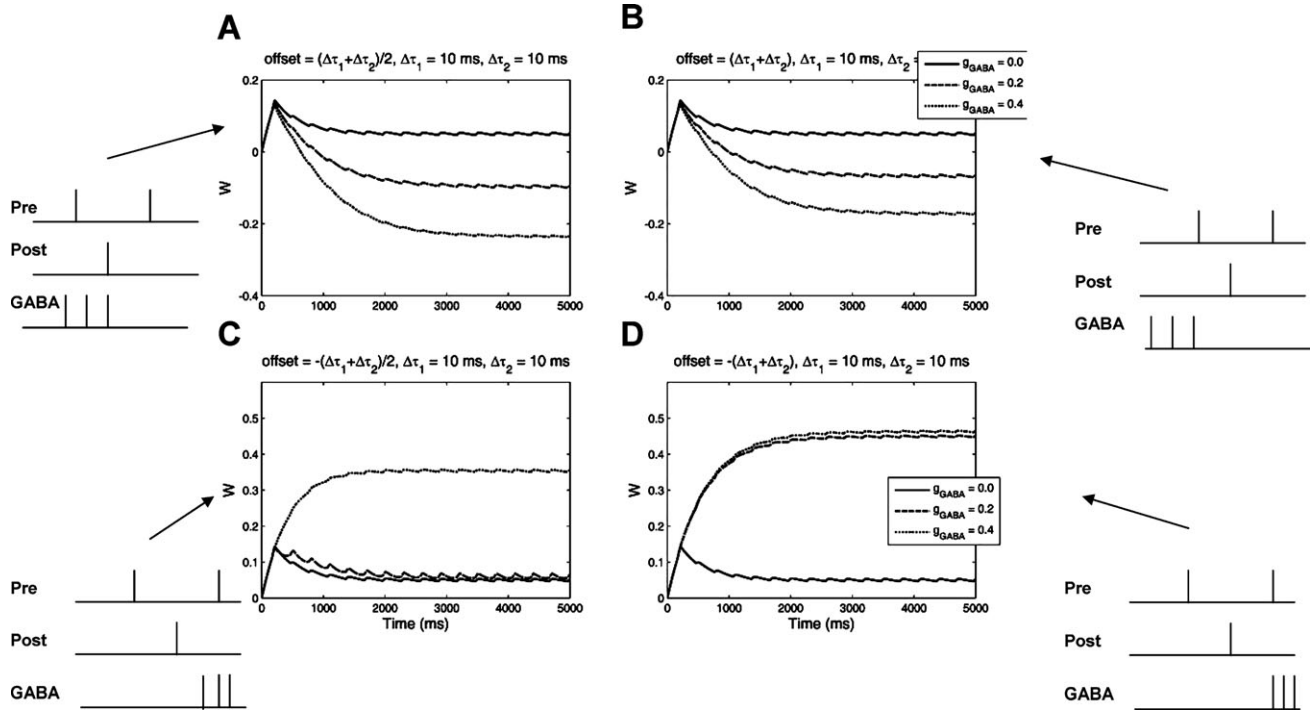 A
B
offset = (Δτ1+Δτ2)/2, Δτ1 = 10 ms, Δτ2 = 10 ms
offset = (Δτ1+Δτ2), Δτ1 = 10 ms, Δτ2 =
gGABA = 0.0
gGABA = 0.2
gGABA = 0.4
0.2
0
-0.2
-0.4
W
0 1000 2000 3000 4000 5000
0.2
0
-0.2
-0.4
W
0 1000 2000 3000 4000 5000
Pre
Post
GABA
Pre
Post
GABA
C
D
offset = -(Δτ1+Δτ2)/2, Δτ1 = 10 ms, Δτ2 = 10 ms
offset = -(Δτ1+Δτ2), Δτ1 = 10 ms, Δτ2 = 10 ms
0.5
0.4
0.3
0.2
0.1
0
W
0 1000 2000 3000 4000 5000
Time (ms)
0.5
0.4
0.3
0.2
0.1
0
W
gGABA = 0.0
gGABA = 0.2
gGABA = 0.4
0 1000 2000 3000 4000 5000
Time (ms)
Pre
Post
GABA
Pre
Post
GABA